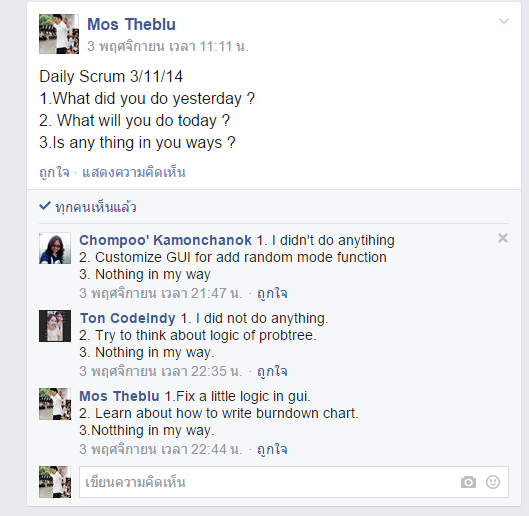 Mos Theblu
3 พฤศจิกายน เวลา 11:11 น.
Daily Scrum 3/11/14
1.What did you do yesterday ?
2. What will you do today ?
3.Is any thing in you ways ?
ถูกใจ · แสดงความคิดเห็น
ทุกคนเห็นแล้ว
Chompoo' Kamonchanok 1. I didn't do anytihing
2. Customize GUI for add random mode function
3. Nothing in my way
3 พฤศจิกายน เวลา 21:47 น. · ถูกใจ
Ton CodeIndy 1. I did not do anything.
2. Try to think about logic of probtree.
3. Nothing in my way.
3 พฤศจิกายน เวลา 22:35 น. · ถูกใจ
Mos Theblu 1.Fix a little logic in gui.
2. Learn about how to write burndown chart.
3.Notthing in my way.
3 พฤศจิกายน เวลา 22:44 น. · ถูกใจ
เขียนความคิดเห็น